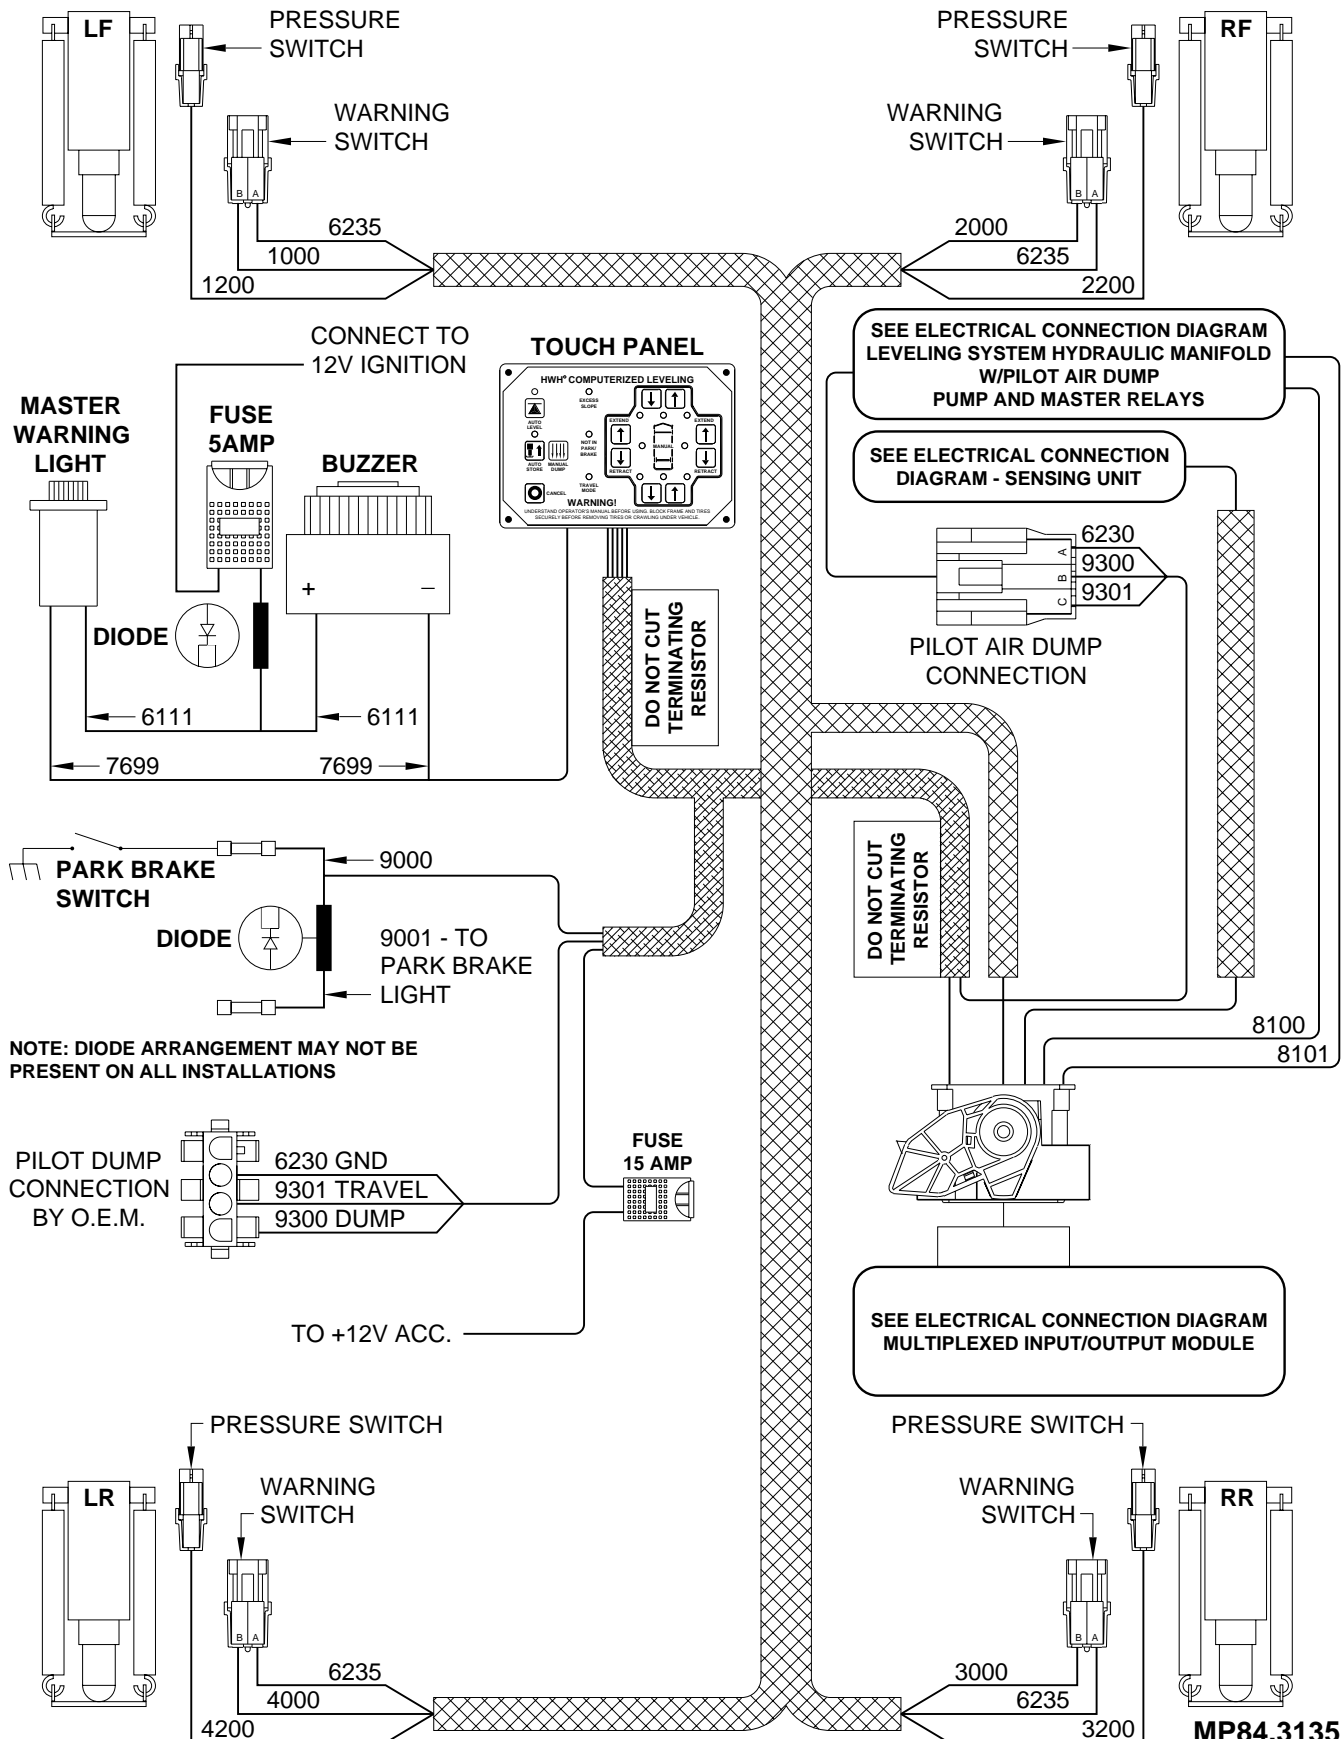 LF
PRESSURE
SWITCH
WARNING
SWITCH
B A
6235
1000
1200
PRESSURE
SWITCH
RF
WARNING
SWITCH
B A
2000
6235
2200
CONNECT TO
12V IGNITION
MASTER
WARNING
LIGHT
FUSE
5AMP
BUZZER
+ –
DIODE
6111
6111
7699
7699
TOUCH PANEL
HWH® COMPUTERIZED LEVELING
AUTO
LEVEL
EXCESS
SLOPE
EXTEND
EXTEND
MANUAL
NOT IN
PARK/
BRAKE
AUTO
STORE
MANUAL
DUMP
RETRACT
RETRACT
CANCEL
TRAVEL
MODE
WARNING!
UNDERSTAND OPERATOR'S MANUAL BEFORE USING. BLOCK FRAME AND TIRES
SECURELY BEFORE REMOVING TIRES OR CRAWLING UNDER VEHICLE.
DO NOT CUT
TERMINATING
RESISTOR
SEE ELECTRICAL CONNECTION DIAGRAM
LEVELING SYSTEM HYDRAULIC MANIFOLD
W/PILOT AIR DUMP
PUMP AND MASTER RELAYS
SEE ELECTRICAL CONNECTION
DIAGRAM - SENSING UNIT
A
B
C
6230
9300
9301
PILOT AIR DUMP
CONNECTION
PARK BRAKE
SWITCH
9000
DIODE
9001 - TO
PARK BRAKE
LIGHT
NOTE: DIODE ARRANGEMENT MAY NOT BE
PRESENT ON ALL INSTALLATIONS
DO NOT CUT
TERMINATING
RESISTOR
8100
8101
PILOT DUMP
CONNECTION
BY O.E.M.
6230 GND
9301 TRAVEL
9300 DUMP
FUSE
15 AMP
TO +12V ACC.
SEE ELECTRICAL CONNECTION DIAGRAM
MULTIPLEXED INPUT/OUTPUT MODULE
PRESSURE SWITCH
LR
WARNING
SWITCH
B A
6235
4000
4200
PRESSURE SWITCH
WARNING
SWITCH
RR
B A
3000
6235
3200
MP84.3135